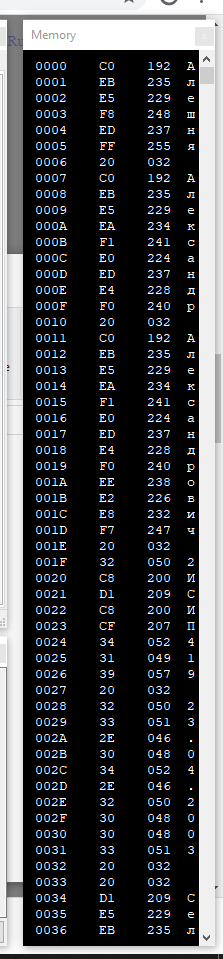 Memory
0000 C0 192 А
0001 EB 235 л
0002 E5 229 е
0003 F8 248 ш
0004 ED 237 н
0005 FF 255 я
0006 20 032
0007 C0 192 А
0008 EB 235 л
0009 E5 229 е
000A EA 234 к
000B F1 241 с
000C E0 224 а
000D ED 237 н
000E E4 228 д
000F F0 240 р
0010 20 032
0011 C0 192 А
0012 EB 235 л
0013 E5 229 е
0014 EA 234 к
0015 F1 241 с
0016 E0 224 а
0017 ED 237 н
0018 E4 228 д
0019 F0 240 р
001A EE 238 о
001B E2 226 в
001C E8 232 и
001D F7 247 ч
001E 20 032
001F 32 050 2
0020 C8 200 И
0021 D1 209 С
0022 C8 200 И
0023 CF 207 П
0024 34 052 4
0025 31 049 1
0026 39 057 9
0027 20 032
0028 32 050 2
0029 33 051 3
002A 2E 046 .
002B 30 048 0
002C 34 052 4
002D 2E 046 .
002E 32 050 2
002F 30 048 0
0030 30 048 0
0031 33 051 3
0032 20 032
0033 20 032
0034 D1 209 С
0035 E5 229 е
0036 EB 235 л